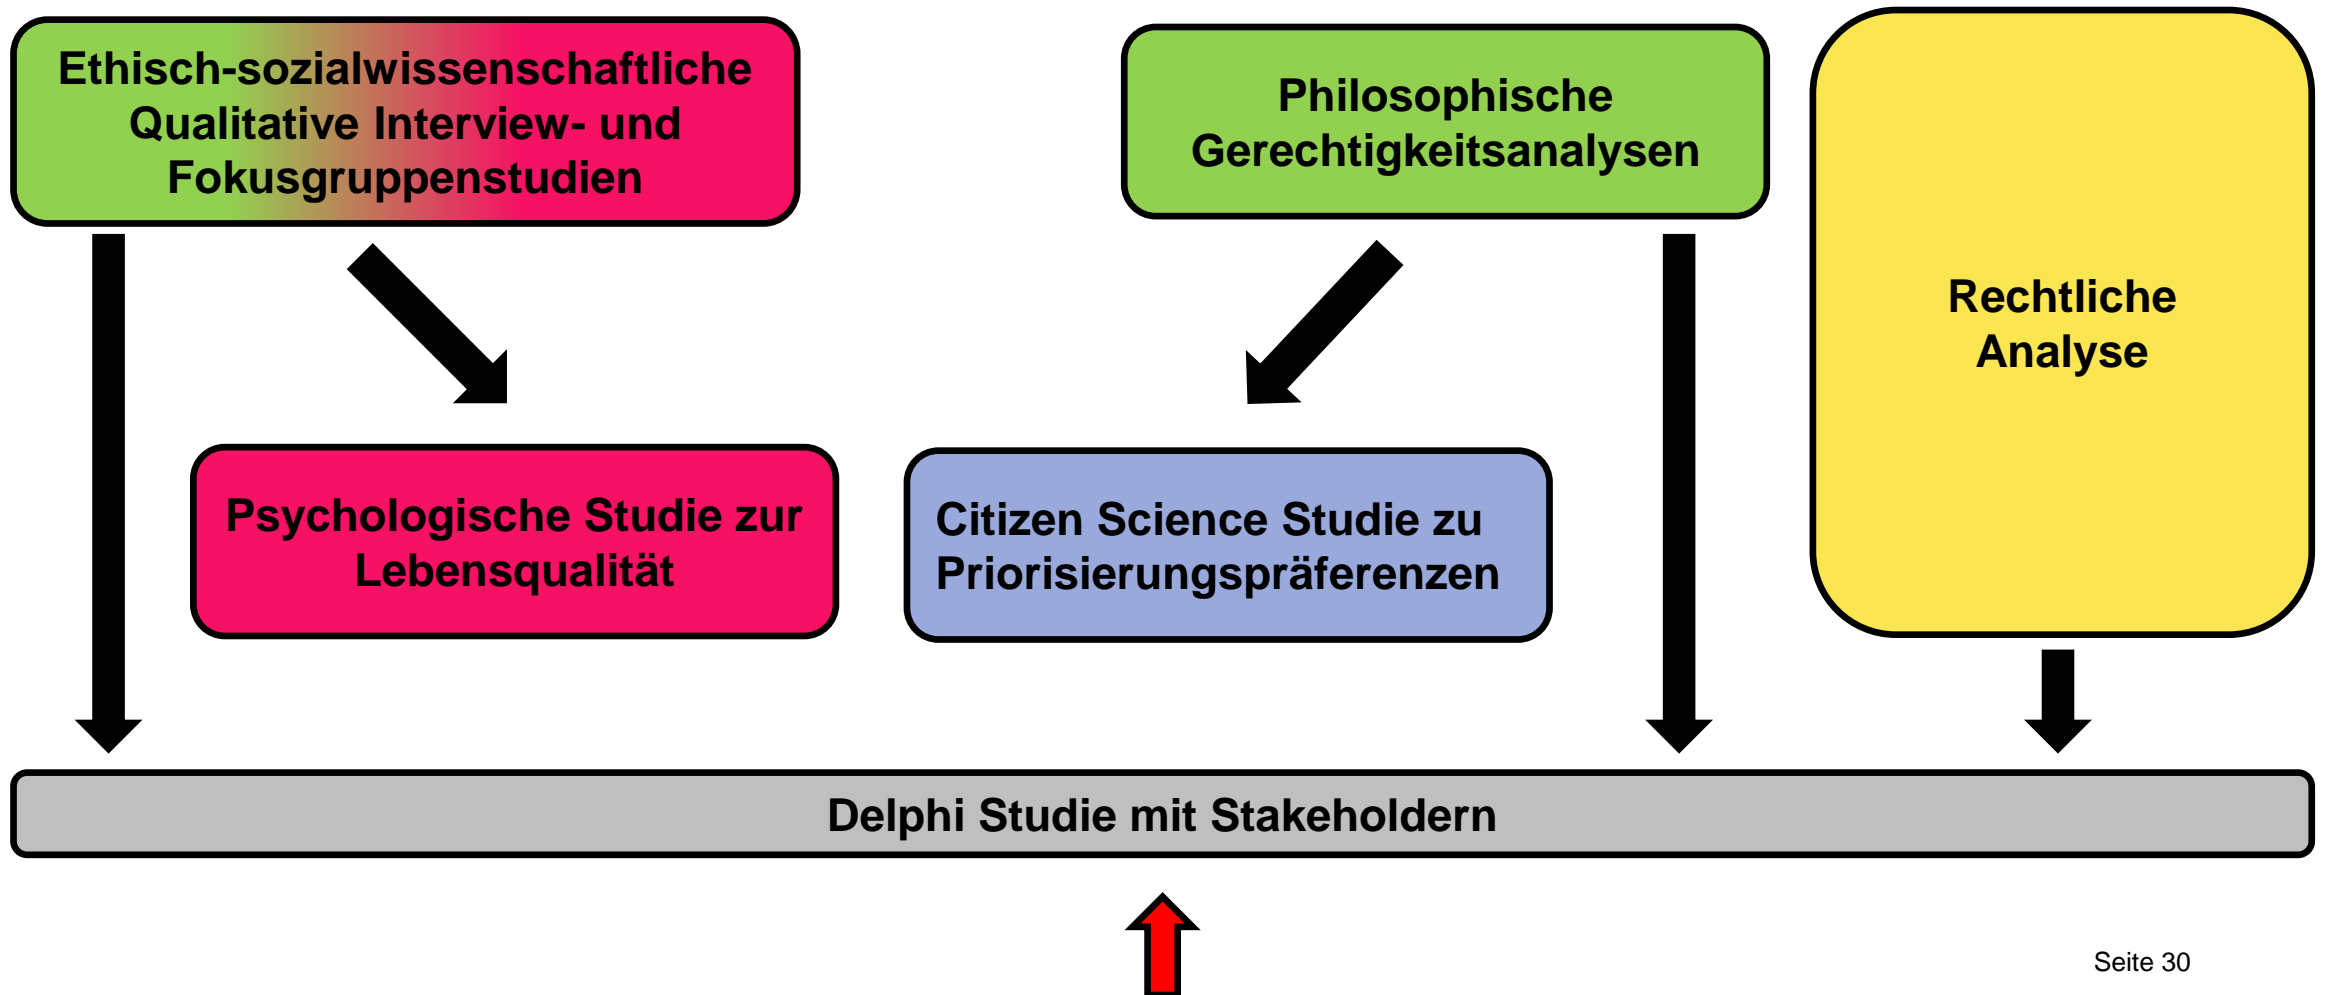 Ethisch-sozialwissenschaftliche
Qualitative Interview- und
Fokusgruppenstudien
Philosophische
Gerechtigkeitsanalysen
Rechtliche
Analyse
Psychologische Studie zur
Lebensqualität
Citizen Science Studie zu
Priorisierungspräferenzen
Delphi Studie mit Stakeholdern
Seite 30